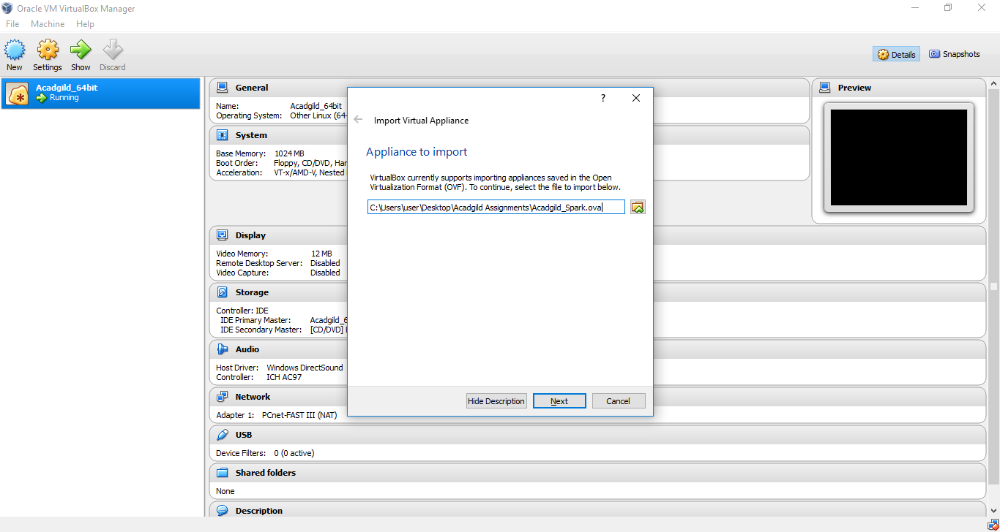 Oracle VM VirtualBox Manager
File Machine Help
New Settings Show Discard
Details Snapshots
Acadgild_64bit
Running
General
Name: Acadgild_64bit
Operating System: Other Linux (64-
System
Base Memory: 1024 MB
Boot Order: Floppy, CD/DVD, Har
Acceleration: VT-x/AMD-V, Nested
Preview
Display
Video Memory: 12 MB
Remote Desktop Server: Disabled
Video Capture: Disabled
Storage
Controller: IDE
IDE Primary Master: Acadgild_6
IDE Secondary Master: [CD/DVD]
Audio
Host Driver: Windows DirectSound
Controller: ICH AC97
Network
Adapter 1: PCnet-FAST III (NAT)
USB
Device Filters: 0 (0 active)
Shared folders
None
Description
?
Import Virtual Appliance
Appliance to import
VirtualBox currently supports importing appliances saved in the Open
Virtualization Format (OVF). To continue, select the file to import below.
C:\Users\user\Desktop\Acadgild Assignments\Acadgild_Spark.ova
Hide Description Next Cancel